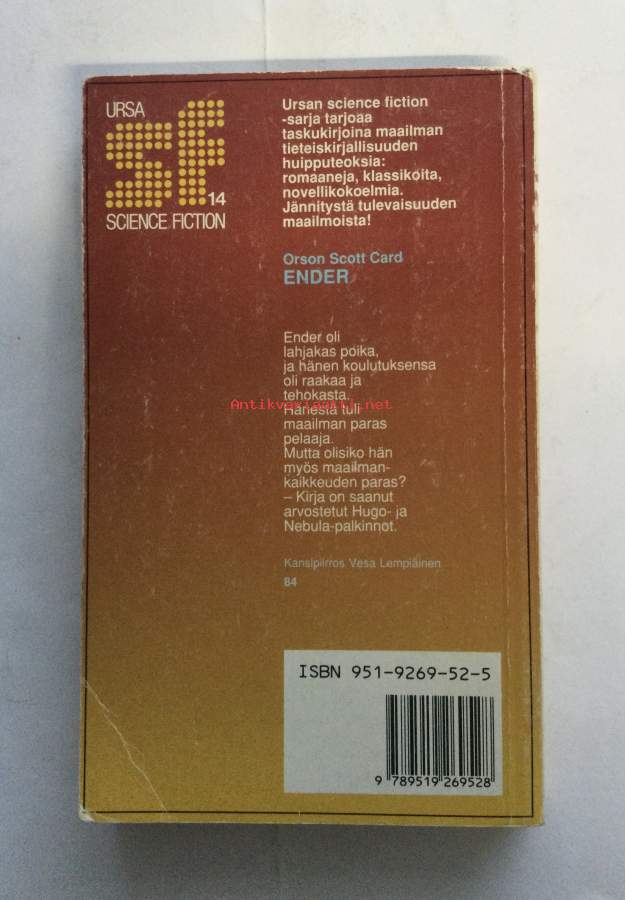 URSA
sf
14
SCIENCE FICTION
Ursan science fiction
-sarja tarjoaa
taskukirjoina maailman
tieteiskirjallisuuden
huipputeoksia:
romaaneja, klassikoita,
novellikokoelmia.
Jännitystä tulevaisuuden
maailmoista!
Orson Scott Card
ENDER
Ender oli
lahjakas poika,
ja hänen koulutuksensa
oli raakaa ja
tehokasta.
Antikvariaatti.net
Hänestä tuli
maailman paras
pelaaja.
Mutta olisiko hän
myös maailman-
kaikkeuden paras?
– Kirja on saanut
arvostetut Hugo- ja
Nebula-palkinnot.
Kansipiirros Vesa Lempiäinen
84
ISBN 951-9269-52-5
9 789519 269528